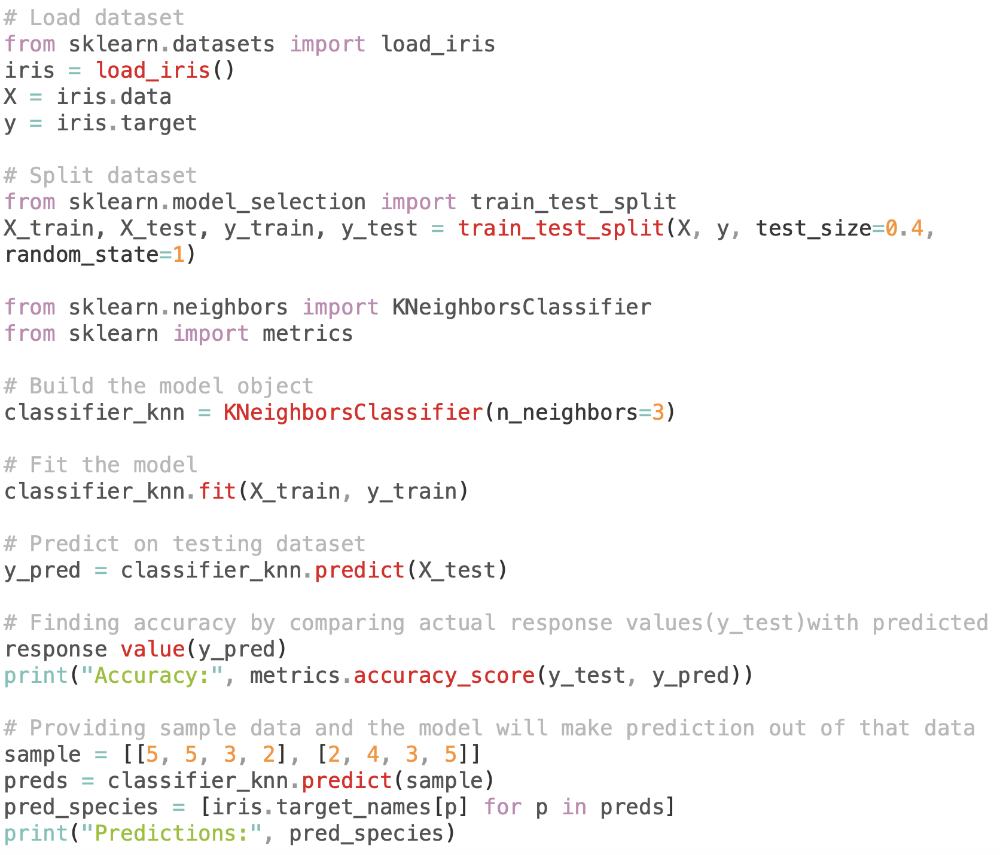 # Load dataset
from sklearn.datasets import load_iris
iris = load_iris()
X = iris.data
y = iris.target

# Split dataset
from sklearn.model_selection import train_test_split
X_train, X_test, y_train, y_test = train_test_split(X, y, test_size=0.4,
random_state=1)

from sklearn.neighbors import KNeighborsClassifier
from sklearn import metrics

# Build the model object
classifier_knn = KNeighborsClassifier(n_neighbors=3)

# Fit the model
classifier_knn.fit(X_train, y_train)

# Predict on testing dataset
y_pred = classifier_knn.predict(X_test)

# Finding accuracy by comparing actual response values(y_test)with predicted
response value(y_pred)
print("Accuracy:", metrics.accuracy_score(y_test, y_pred))

# Providing sample data and the model will make prediction out of that data
sample = [[5, 5, 3, 2], [2, 4, 3, 5]]
preds = classifier_knn.predict(sample)
pred_species = [iris.target_names[p] for p in preds]
print("Predictions:", pred_species)